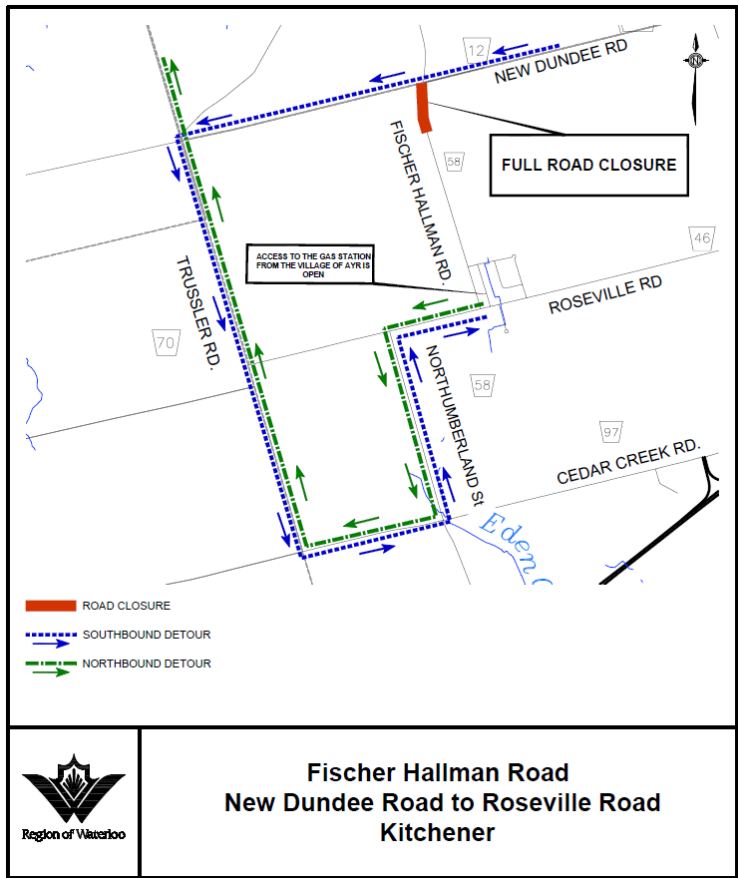 12
NEW DUNDEE RD
N
FISCHER HALLMAN RD.
58
FULL ROAD CLOSURE
ACCESS TO THE GAS STATION
FROM THE VILLAGE OF AYR IS
OPEN
46
TRUSSLER RD.
ROSEVILLE RD
70
NORTHUMBERLAND St
58
97
CEDAR CREEK RD.
Eden
ROAD CLOSURE
SOUTHBOUND DETOUR
NORTHBOUND DETOUR
Region of Waterloo
Fischer Hallman Road
New Dundee Road to Roseville Road
Kitchener